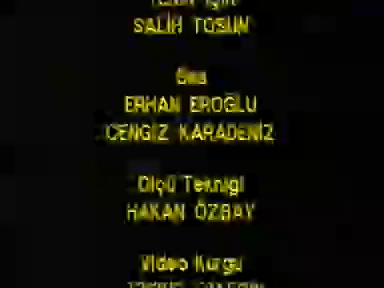 SALİH TOSUN
Ses
ERHAN EROĞLU
CENGİZ KARADENİZ
Ölçü Tekniği
HAKAN ÖZBAY
Video Kurgu